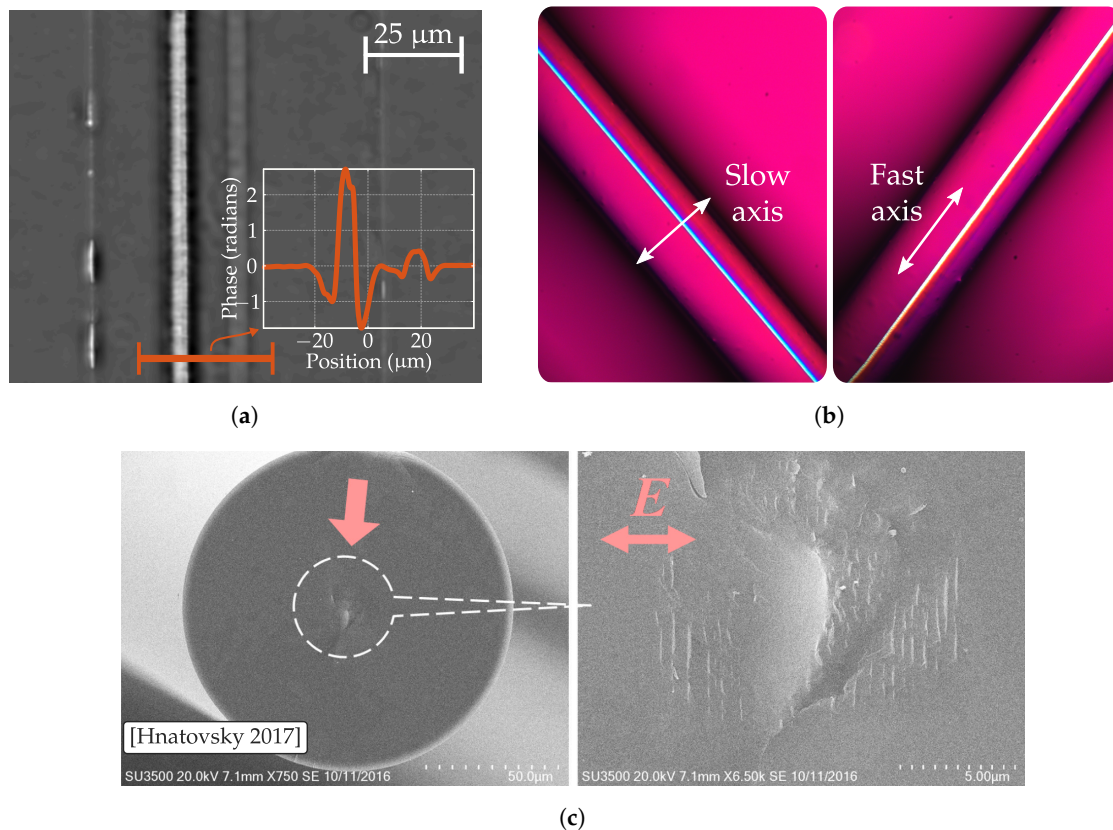 25 μm
Phase (radians)
2
1
0
−1
−20
0
20
Position (μm)
(a)
Slow
axis
Fast
axis
(b)
E
[Hnatovsky 2017]
SU3500 20.0kV 7.1mm X750 SE 10/11/2016
50.0μm
SU3500 20.0kV 7.1mm X6.50k SE 10/11/2016
5.00μm
(c)